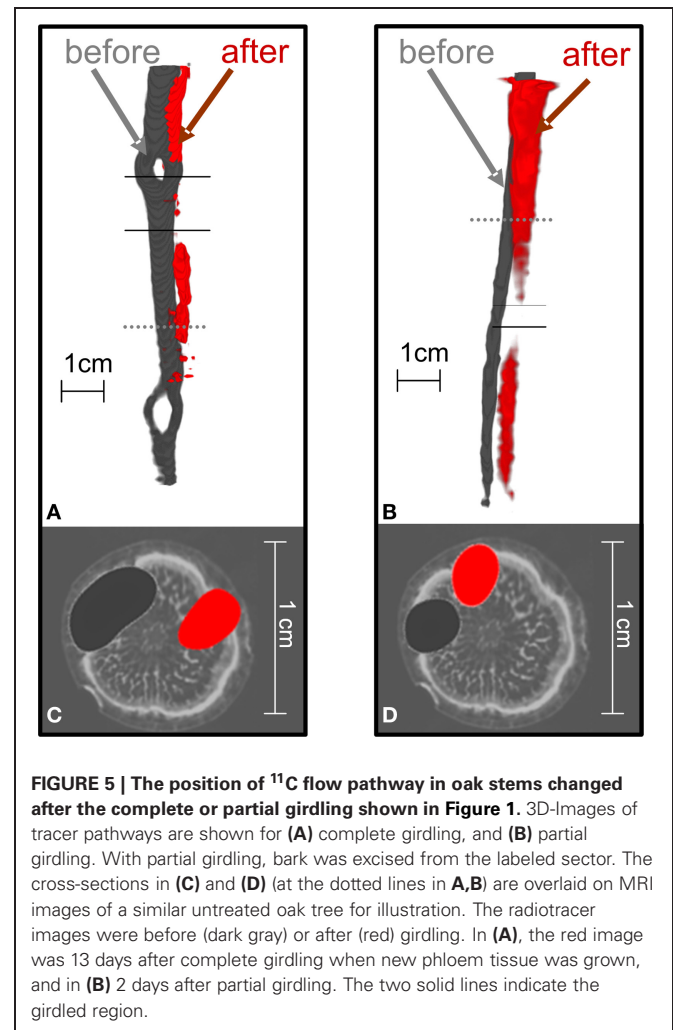 before after
before after
1cm
1cm
A
B
1 cm
1 cm
C
D
FIGURE 5 | The position of ¹¹C flow pathway in oak stems changed
after the complete or partial girdling shown in Figure 1. 3D-Images of
tracer pathways are shown for (A) complete girdling, and (B) partial
girdling. With partial girdling, bark was excised from the labeled sector. The
cross-sections in (C) and (D) (at the dotted lines in A,B) are overlaid on MRI
images of a similar untreated oak tree for illustration. The radiotracer
images were before (dark gray) or after (red) girdling. In (A), the red image
was 13 days after complete girdling when new phloem tissue was grown,
and in (B) 2 days after partial girdling. The two solid lines indicate the
girdled region.